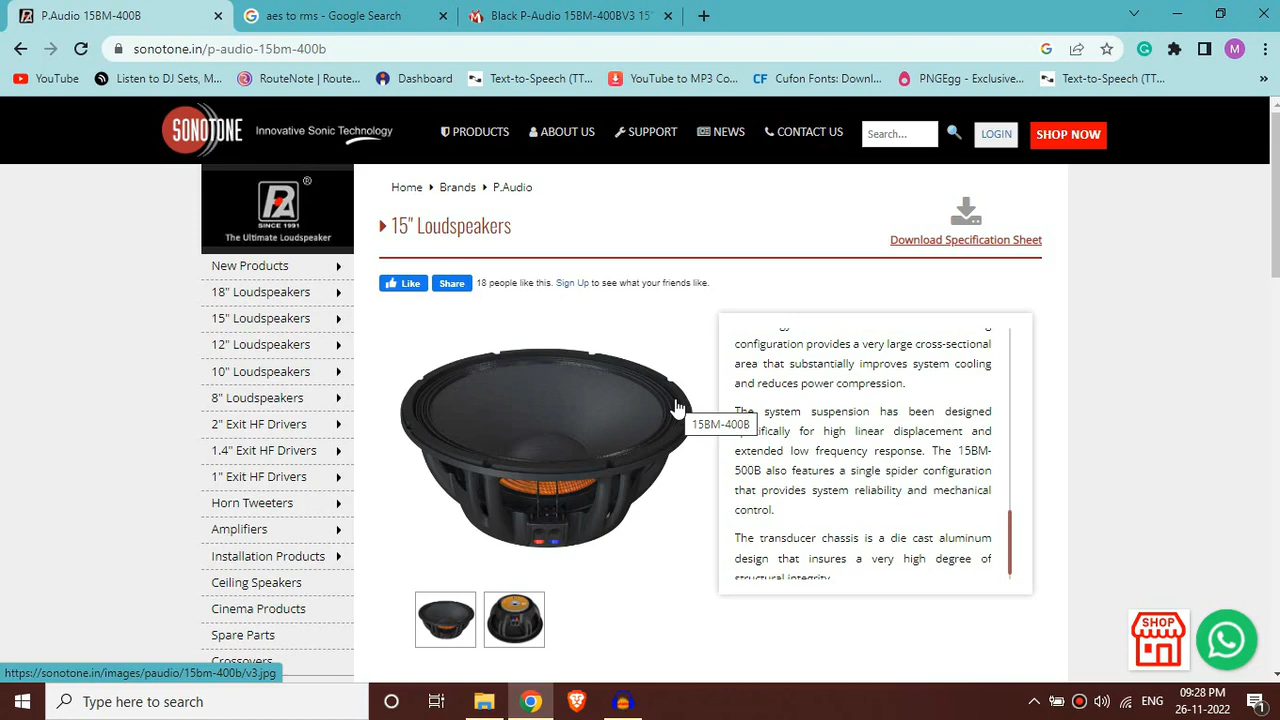 P.Audio 15BM-400B
aes to rms - Google Search
Black P-Audio 15BM-400BV3 15"
sonotone.in/p-audio-15bm-400b
M
YouTube
Listen to DJ Sets, M...
RouteNote | Route...
Dashboard
Text-to-Speech (TT...
YouTube to MP3 Co...
CF Cufon Fonts: Downl...
PNGEgg - Exclusive...
Text-to-Speech (TT...
SONOTONE
Innovative Sonic Technology
PRODUCTS
ABOUT US
SUPPORT
NEWS
CONTACT US
Search...
LOGIN
SHOP NOW
SINCE 1991
The Ultimate Loudspeaker
New Products
18" Loudspeakers
15" Loudspeakers
12" Loudspeakers
10" Loudspeakers
8" Loudspeakers
2" Exit HF Drivers
1.4" Exit HF Drivers
1" Exit HF Drivers
Horn Tweeters
Amplifiers
Installation Products
Ceiling Speakers
Cinema Products
Spare Parts
Crossovers
Home Brands P.Audio
15" Loudspeakers
Download Specification Sheet
Like
Share
18 people like this. Sign Up to see what your friends like.
15BM-400B
configuration provides a very large cross-sectional
area that substantially improves system cooling
and reduces power compression.
The system suspension has been designed
specifically for high linear displacement and
extended low frequency response. The 15BM-
500B also features a single spider configuration
that provides system reliability and mechanical
control.
The transducer chassis is a die cast aluminum
design that insures a very high degree of
structural integrity.
SHOP
https://sonotone.in/images/paudio/15bm-400b/v3.jpg
Type here to search
ENG
09:28 PM
26-11-2022
1